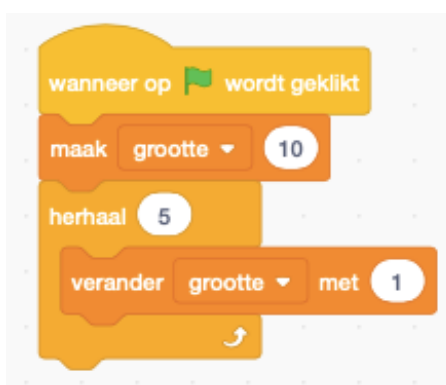 wanneer op wordt geklikt
maak grootte 10
herhaal 5
verander grootte met 1